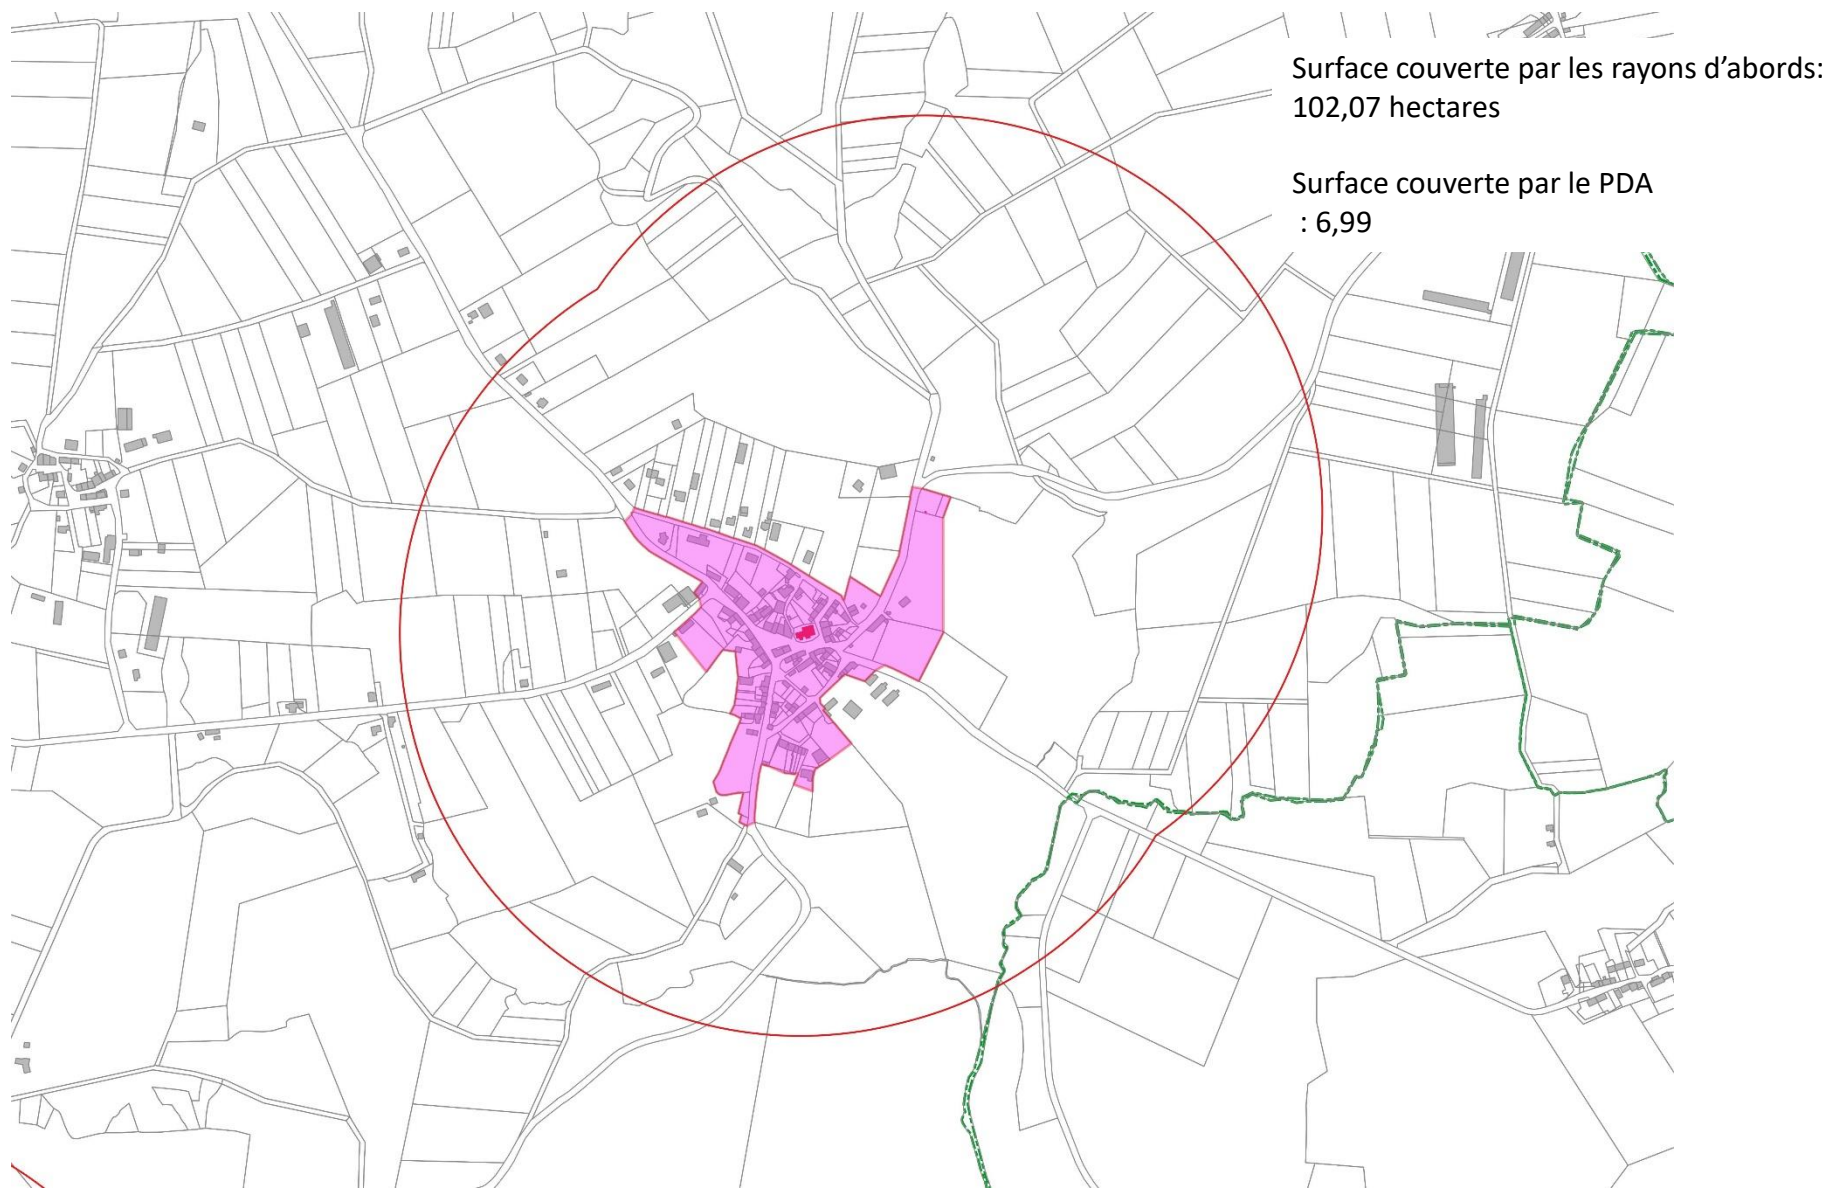 Surface couverte par les rayons d’abords:
102,07 hectares
Surface couverte par le PDA
: 6,99